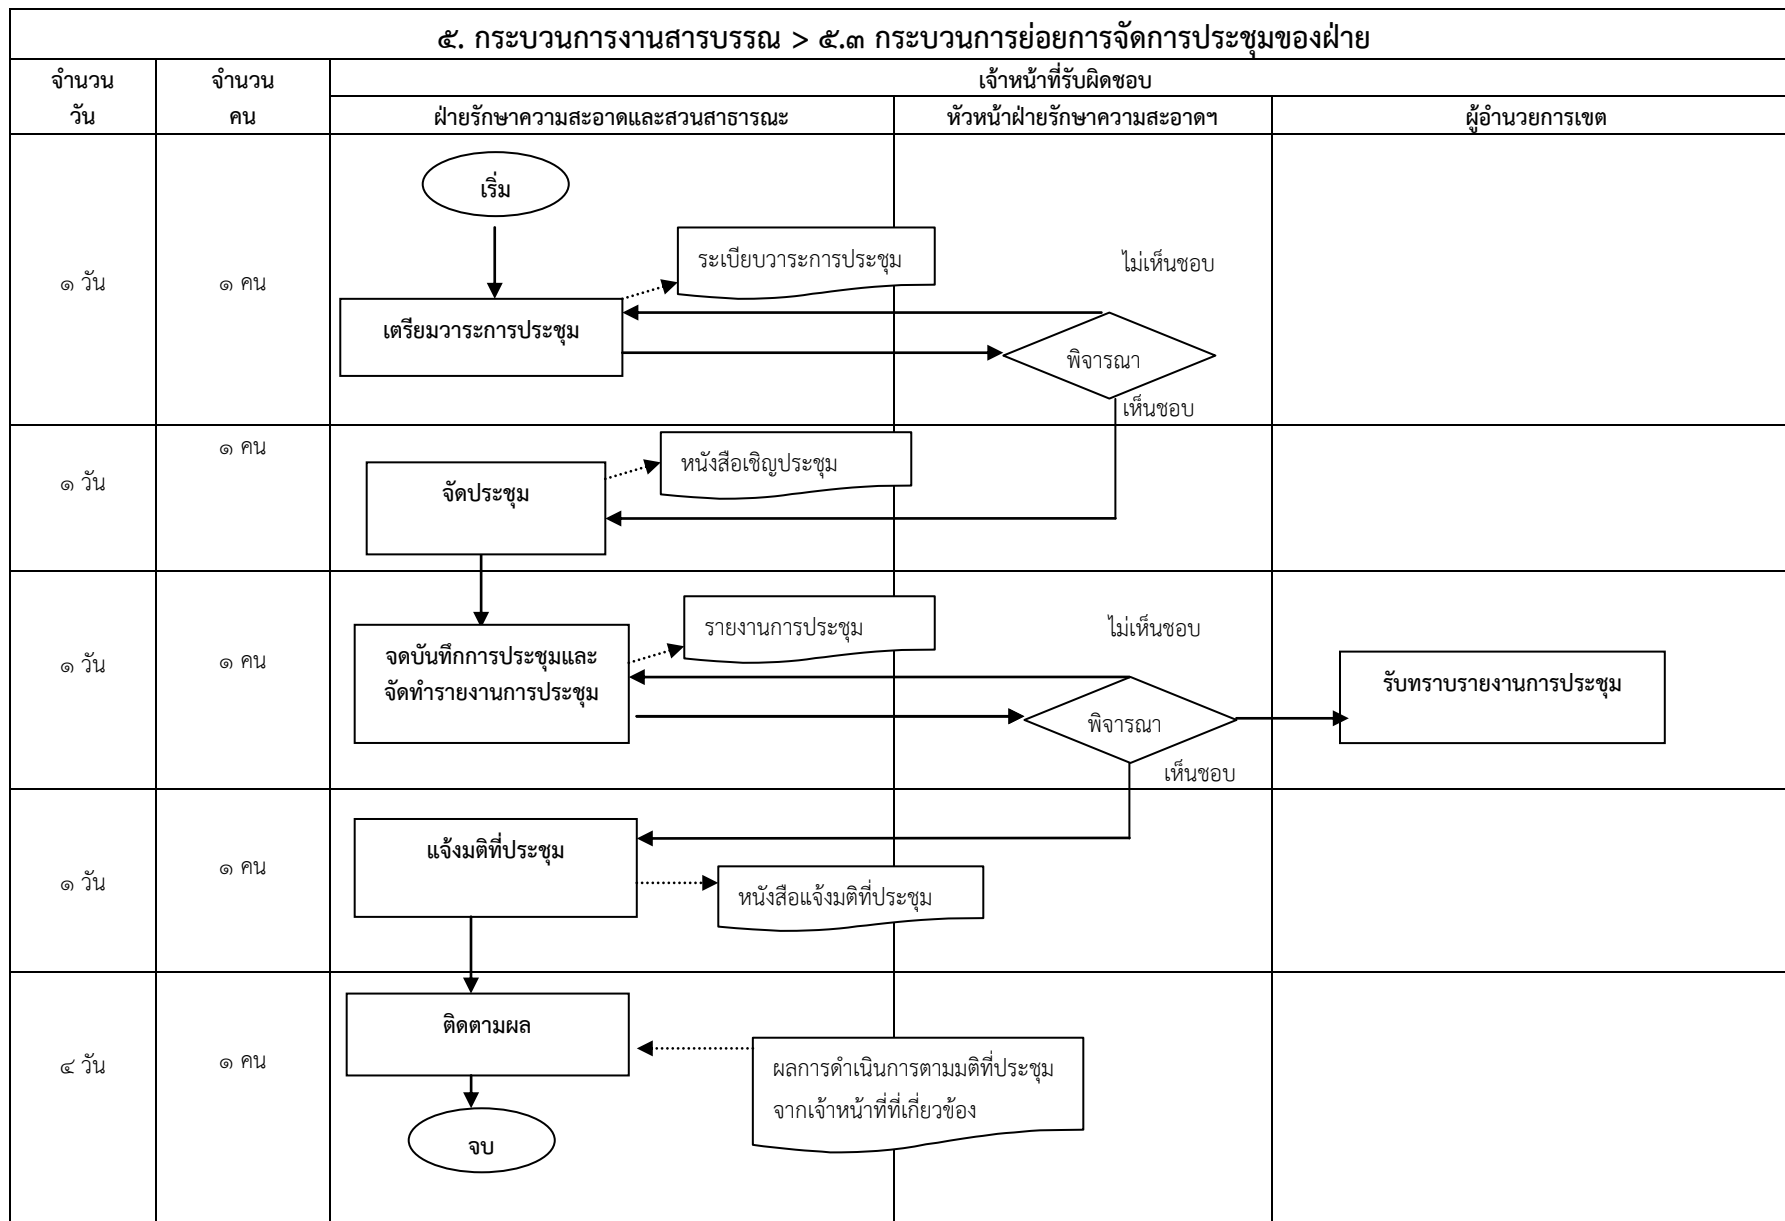 ๕. กระบวนการงานสารบรรณ > ๕.๓ กระบวนการย่อยการจัดการประชุมของฝ่าย
จำนวน
วัน
จำนวน
คน
เจ้าหน้าที่รับผิดชอบ
ฝ่ายรักษาความสะอาดและสวนสาธารณะ
หัวหน้าฝ่ายรักษาความสะอาดฯ
ผู้อำนวยการเขต
เริ่ม
ระเบียบวาระการประชุม
ไม่เห็นชอบ
๑ วัน
๑ คน
เตรียมวาระการประชุม
พิจารณา
เห็นชอบ
๑ วัน
๑ คน
หนังสือเชิญประชุม
จัดประชุม
รายงานการประชุม
ไม่เห็นชอบ
๑ วัน
๑ คน
จดบันทึกการประชุมและ
จัดทำรายงานการประชุม
รับทราบรายงานการประชุม
พิจารณา
เห็นชอบ
๑ วัน
๑ คน
แจ้งมติที่ประชุม
หนังสือแจ้งมติที่ประชุม
๔ วัน
๑ คน
ติดตามผล
ผลการดำเนินการตามมติที่ประชุม
จากเจ้าหน้าที่ที่เกี่ยวข้อง
จบ